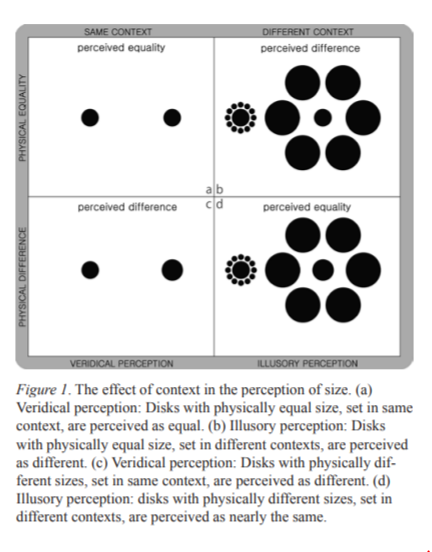 SAME CONTEXT
DIFFERENT CONTEXT
perceived equality
perceived difference
PHYSICAL EQUALITY
a b
c d
perceived difference
perceived equality
PHYSICAL DIFFERENCE
VERIDICAL PERCEPTION
ILLUSORY PERCEPTION
Figure 1. The effect of context in the perception of size. (a)
Veridical perception: Disks with physically equal size, set in same
context, are perceived as equal. (b) Illusory perception: Disks
with physically equal size, set in different contexts, are perceived
as different. (c) Veridical perception: Disks with physically dif-
ferent sizes, set in same context, are perceived as different. (d)
Illusory perception: disks with physically different sizes, set in
different contexts, are perceived as nearly the same.